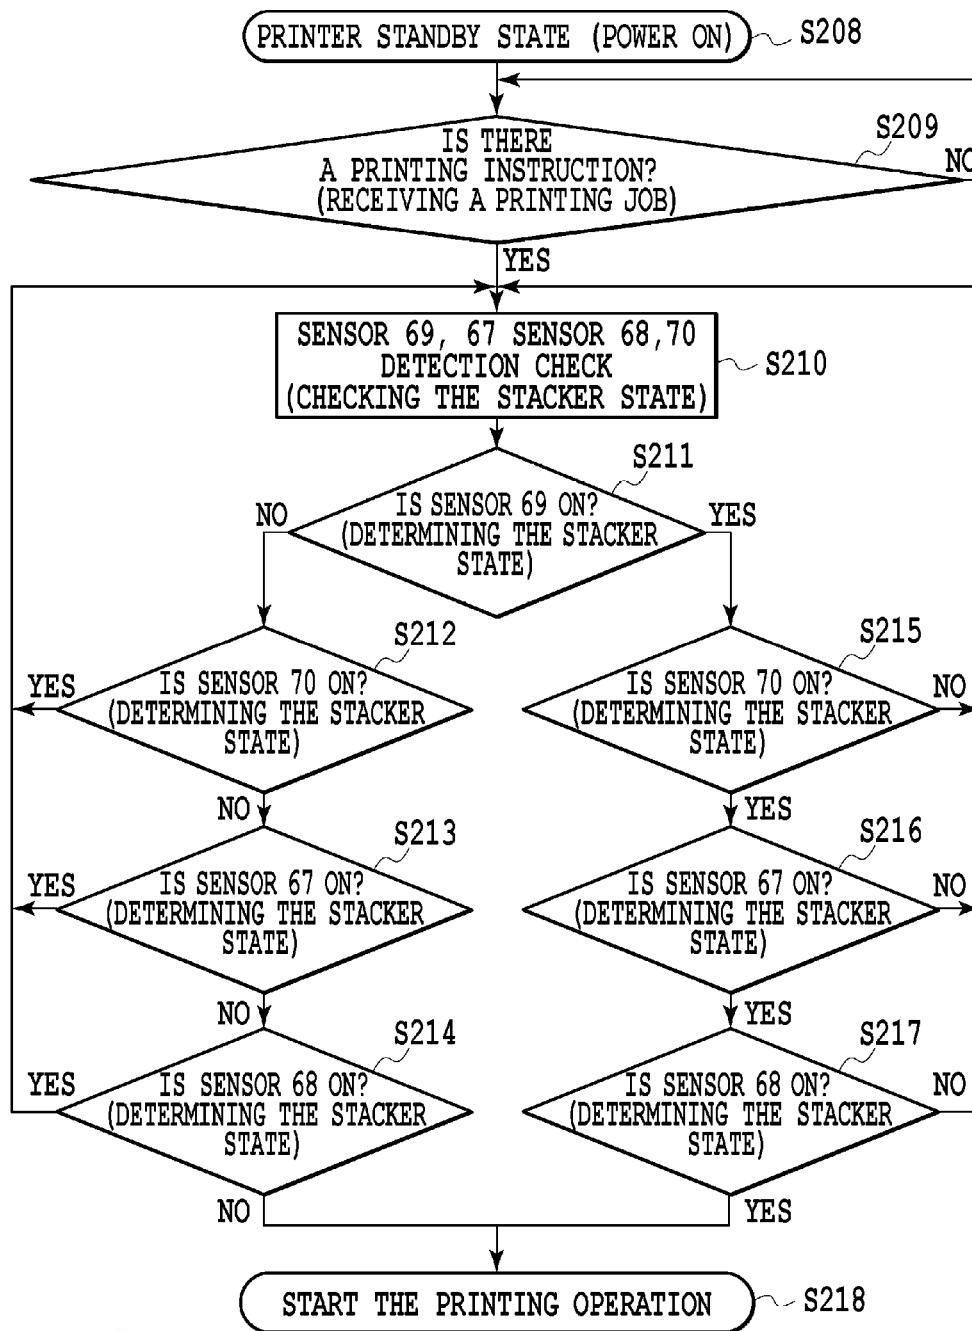 PRINTER STANDBY STATE (POWER ON)
S208
IS THERE
A PRINTING INSTRUCTION?
(RECEIVING A PRINTING JOB)
S209
NO
YES
SENSOR 69, 67 SENSOR 68,70
DETECTION CHECK
(CHECKING THE STACKER STATE)
S210
S211
NO
IS SENSOR 69 ON?
(DETERMINING THE STACKER
STATE)
YES
S212
YES
IS SENSOR 70 ON?
(DETERMINING THE STACKER
STATE)
NO
S215
IS SENSOR 70 ON?
(DETERMINING THE STACKER
STATE)
NO
YES
S213
YES
IS SENSOR 67 ON?
(DETERMINING THE STACKER
STATE)
NO
S216
IS SENSOR 67 ON?
(DETERMINING THE STACKER
STATE)
NO
YES
S214
YES
IS SENSOR 68 ON?
(DETERMINING THE STACKER
STATE)
NO
S217
IS SENSOR 68 ON?
(DETERMINING THE STACKER
STATE)
NO
YES
START THE PRINTING OPERATION
S218